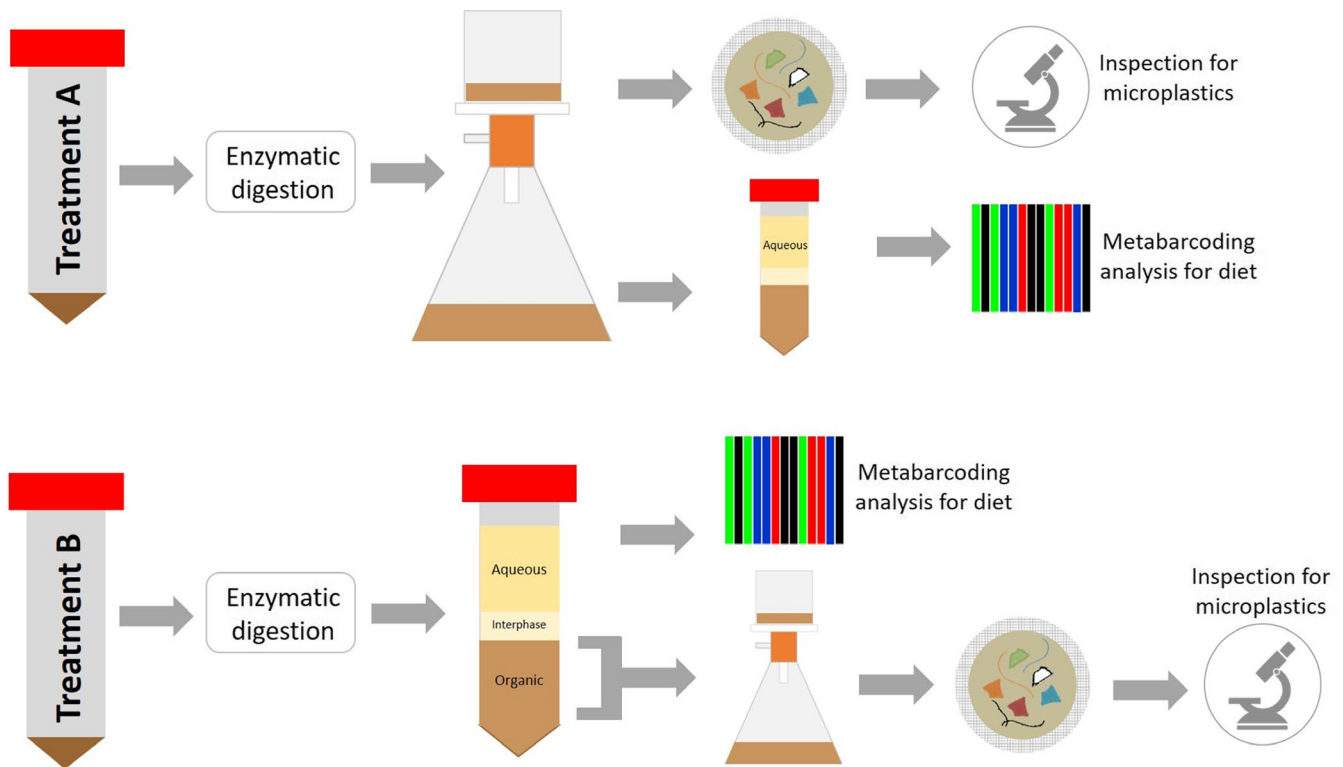 Treatment A
Enzymatic
digestion
Inspection for
microplastics
Aqueous
Metabarcoding
analysis for diet
Treatment B
Enzymatic
digestion
Aqueous
Interphase
Organic
Metabarcoding
analysis for diet
Inspection for
microplastics